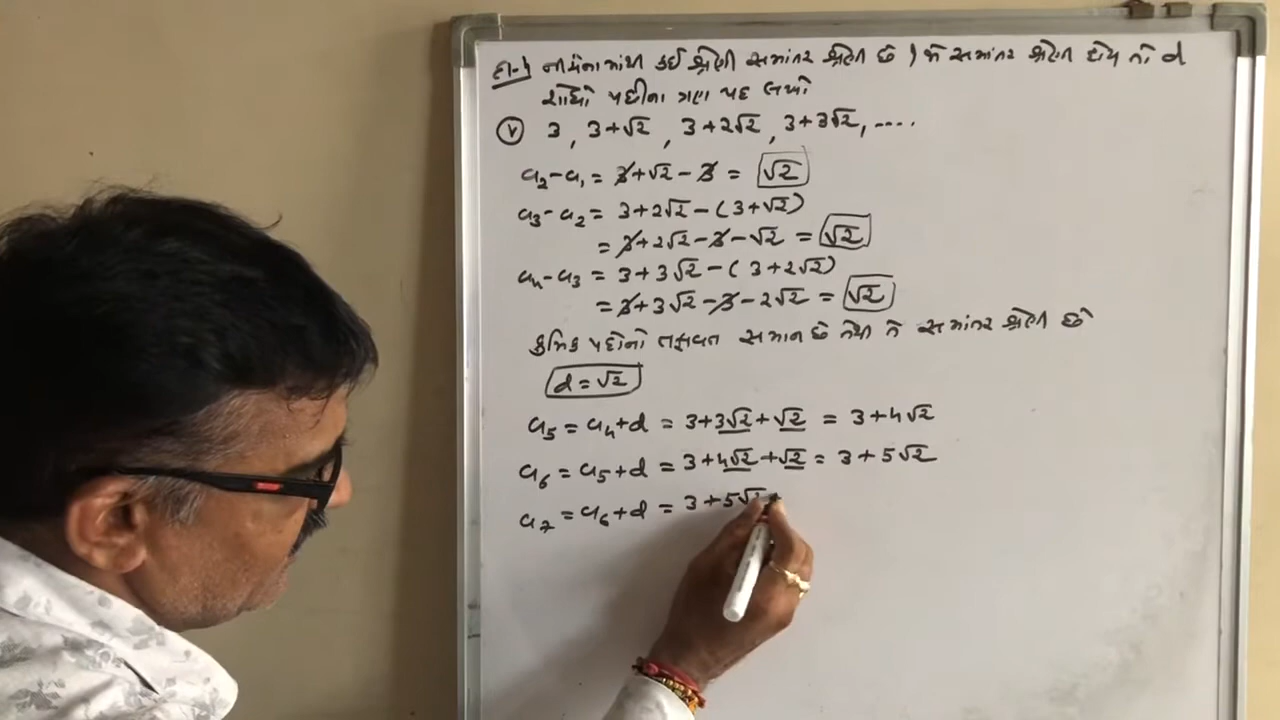 દા-૧ નીચેનામાંથી કઈ શ્રેણી સમાંતર શ્રેણી છે ) જો સમાંતર શ્રેણી હોય તો d
શોધી પછીના ત્રણ પદ લખો
(v) 3, 3+√2, 3+2√2, 3+3√2, ....
a₂-a₁ = 3+√2 - 3 = √2
a₃-a₂ = 3+2√2-(3+√2)
= 3+2√2-3-√2 = √2
a₄-a₃ = 3+3√2-(3+2√2)
= 3+3√2-3-2√2 = √2
ક્રમિક પદોનો તફાવત સમાન છે તેથી તે સમાંતર શ્રેણી છે
d = √2
a₅ = a₄+d = 3+3√2+√2 = 3+4√2
a₆ = a₅+d = 3+4√2+√2 = 3+5√2
a₇ = a₆+d = 3+5√2+